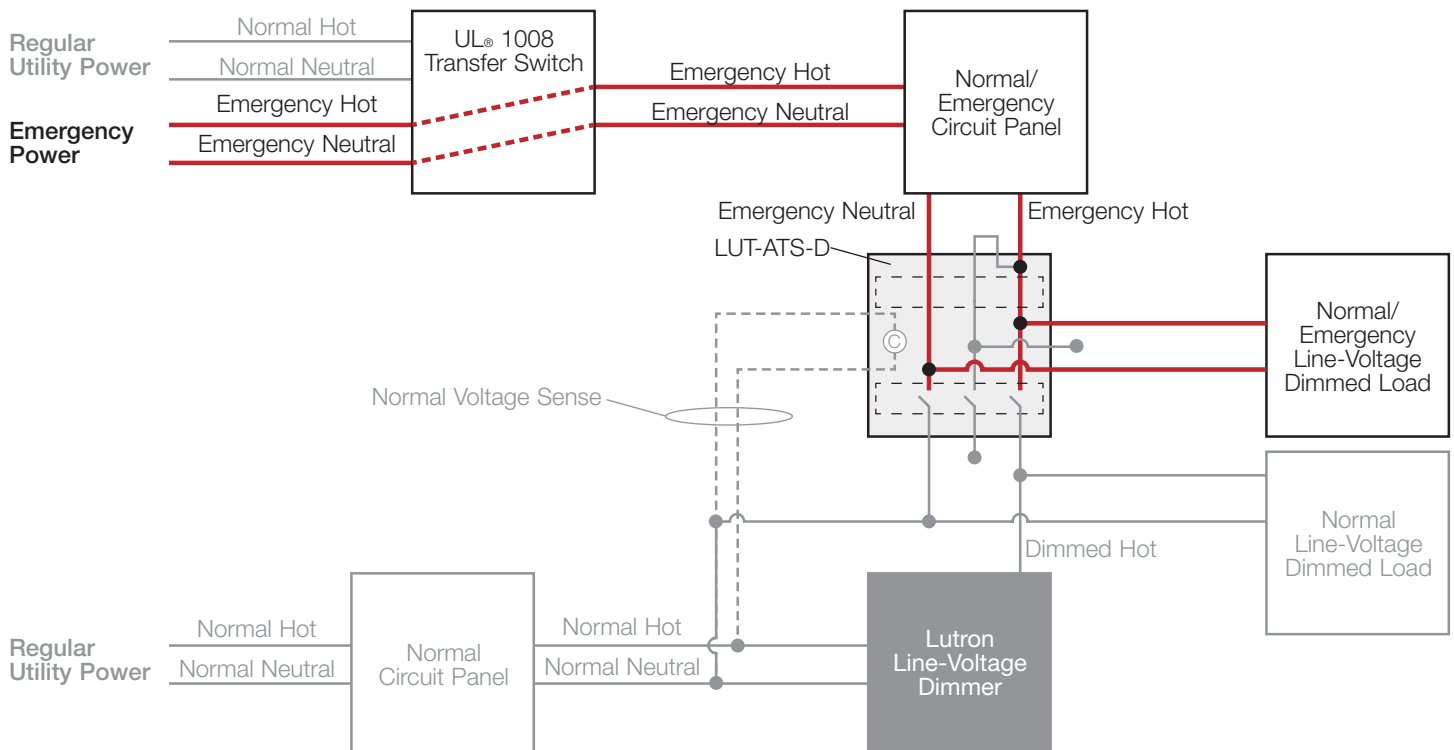 Regular
Utility Power
Normal Hot
Normal Neutral
Emergency
Power
Emergency Hot
Emergency Neutral
UL® 1008
Transfer Switch
Emergency Hot
Emergency Neutral
Normal/
Emergency
Circuit Panel
Emergency Neutral
Emergency Hot
LUT-ATS-D
C
Normal/
Emergency
Line-Voltage
Dimmed Load
Normal Voltage Sense
Normal
Line-Voltage
Dimmed Load
Dimmed Hot
Regular
Utility Power
Normal Hot
Normal Neutral
Normal
Circuit Panel
Normal Hot
Normal Neutral
Lutron
Line-Voltage
Dimmer